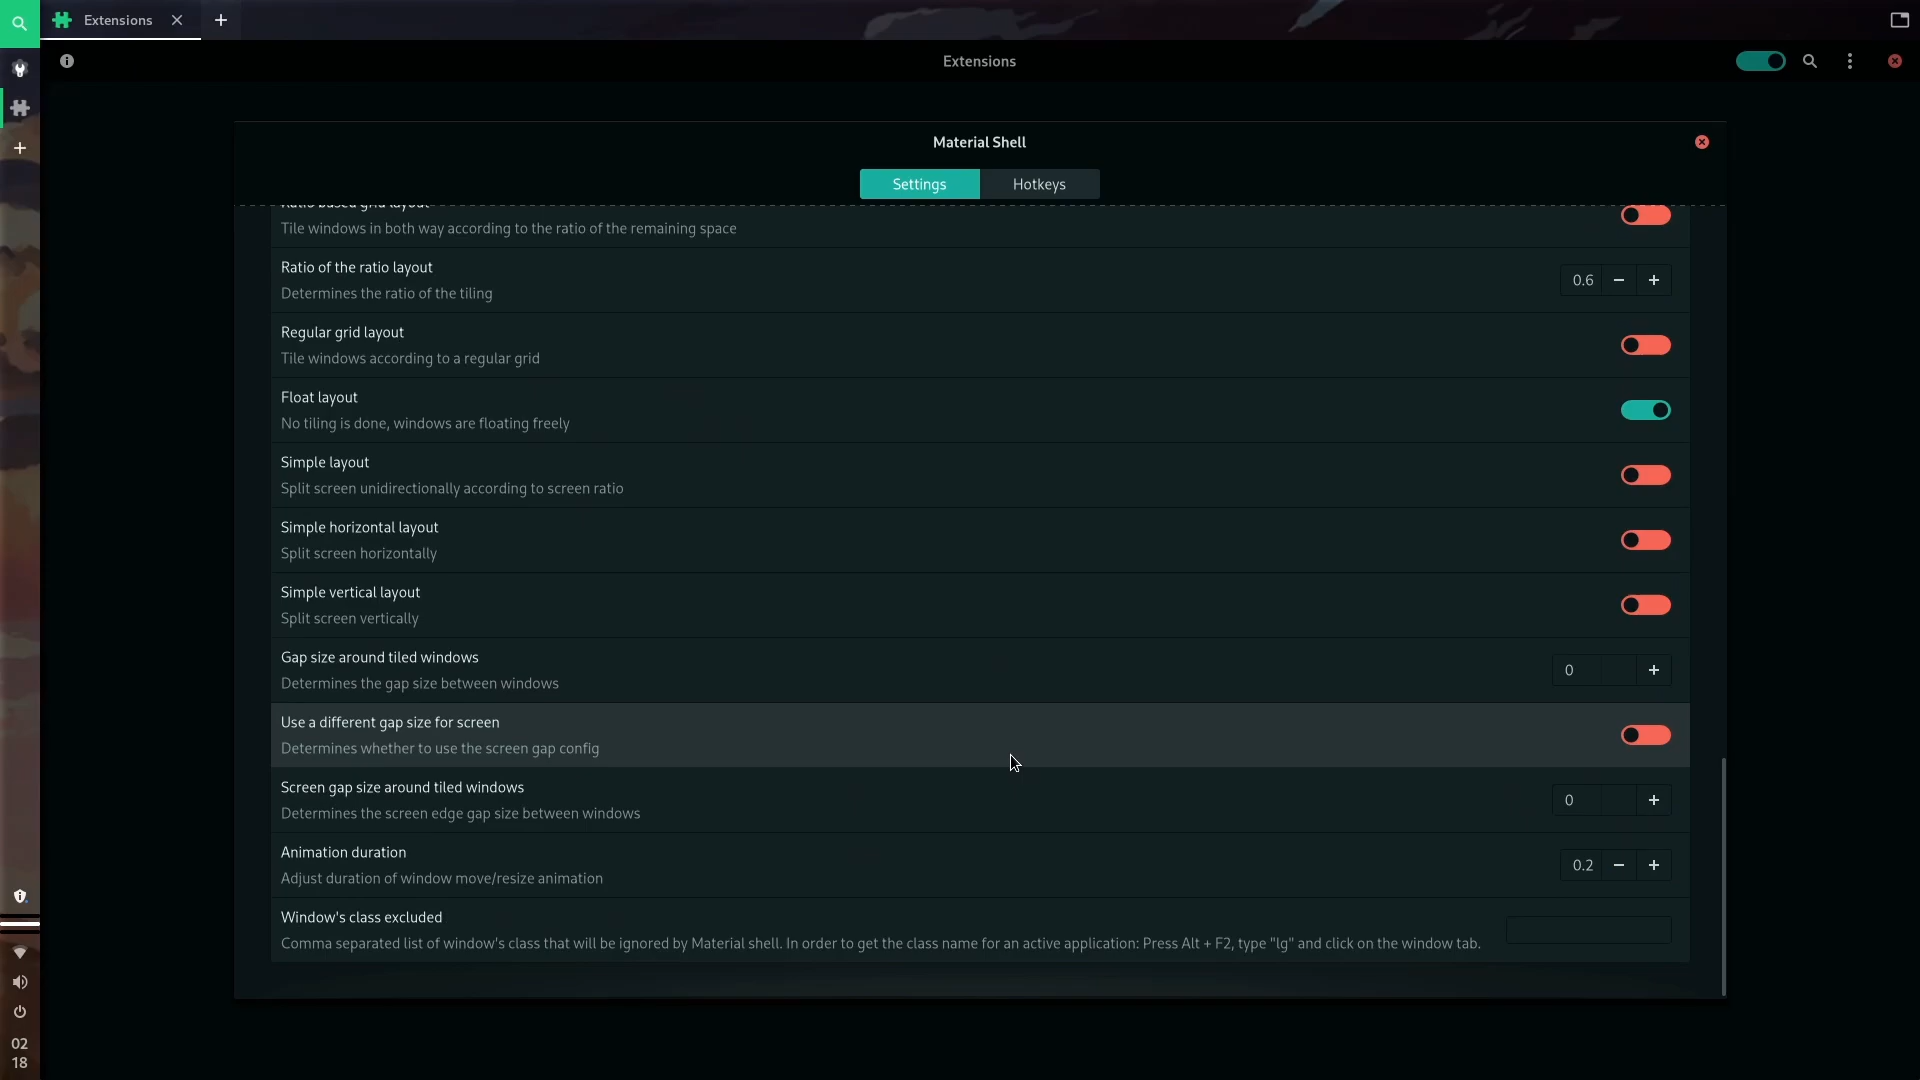 Extensions
Extensions
Material Shell
Settings
Hotkeys
Ratio based grid layout
Tile windows in both way according to the ratio of the remaining space
Ratio of the ratio layout
0.6
Determines the ratio of the tiling
Regular grid layout
Tile windows according to a regular grid
Float layout
No tiling is done, windows are floating freely
Simple layout
Split screen unidirectionally according to screen ratio
Simple horizontal layout
Split screen horizontally
Simple vertical layout
Split screen vertically
Gap size around tiled windows
0
Determines the gap size between windows
Use a different gap size for screen
Determines whether to use the screen gap config
Screen gap size around tiled windows
0
Determines the screen edge gap size between windows
Animation duration
0.2
Adjust duration of window move/resize animation
Window's class excluded
Comma separated list of window's class that will be ignored by Material shell. In order to get the class name for an active application: Press Alt + F2, type "lg" and click on the window tab.
02
18